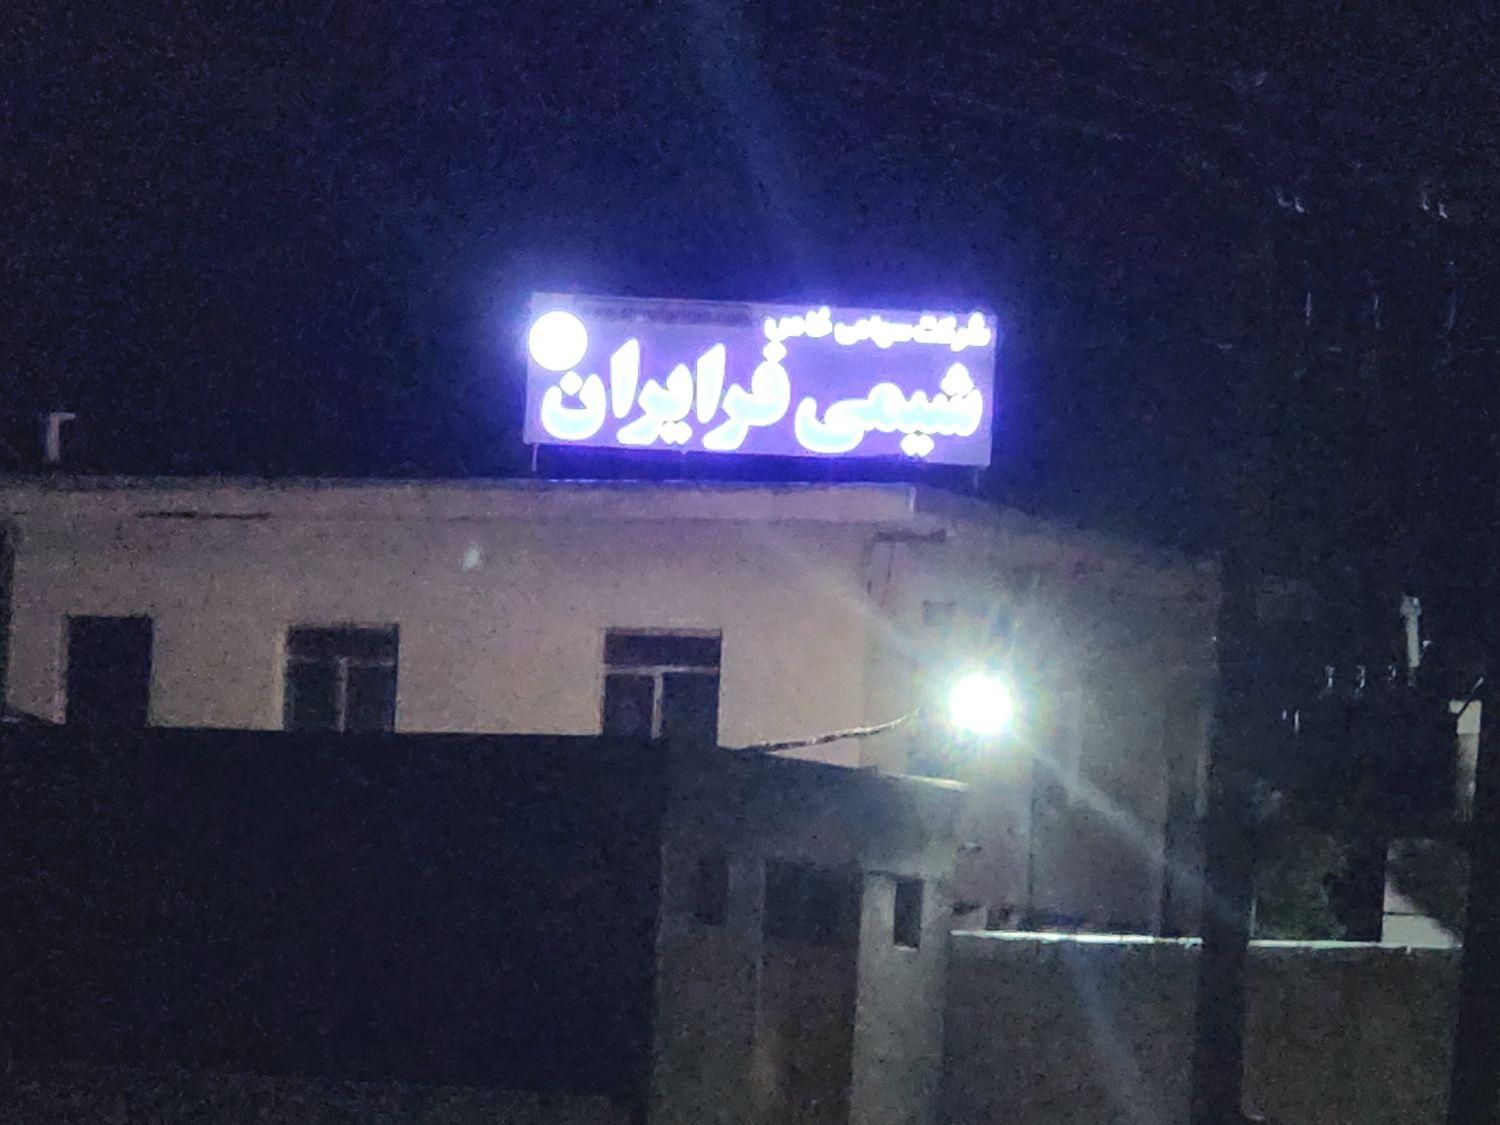 شرکت سهامی خاص
شیمی فرایران